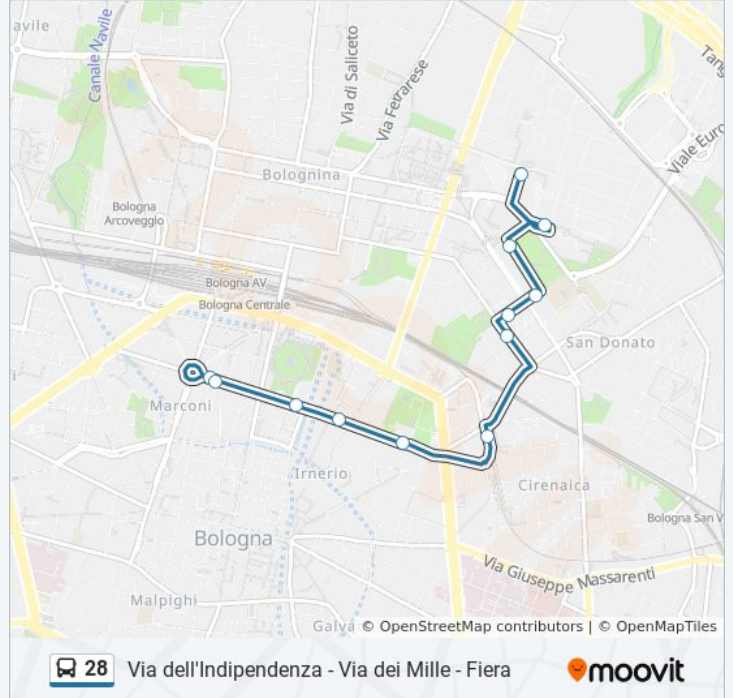 avile
Canale Navile
Via di Saliceto
Via Ferrarese
Tang
Viale Euro
Bolognina
Bologna
Arcoveggio
Bologna AV
Bologna Centrale
San Donato
Marconi
Irnerio
Cirenaica
Bologna San V
Bologna
Via Giuseppe Massarenti
Malpighi
Galva
© OpenStreetMap contributors | © OpenMapTiles
28 Via dell'Indipendenza - Via dei Mille - Fiera
moovit